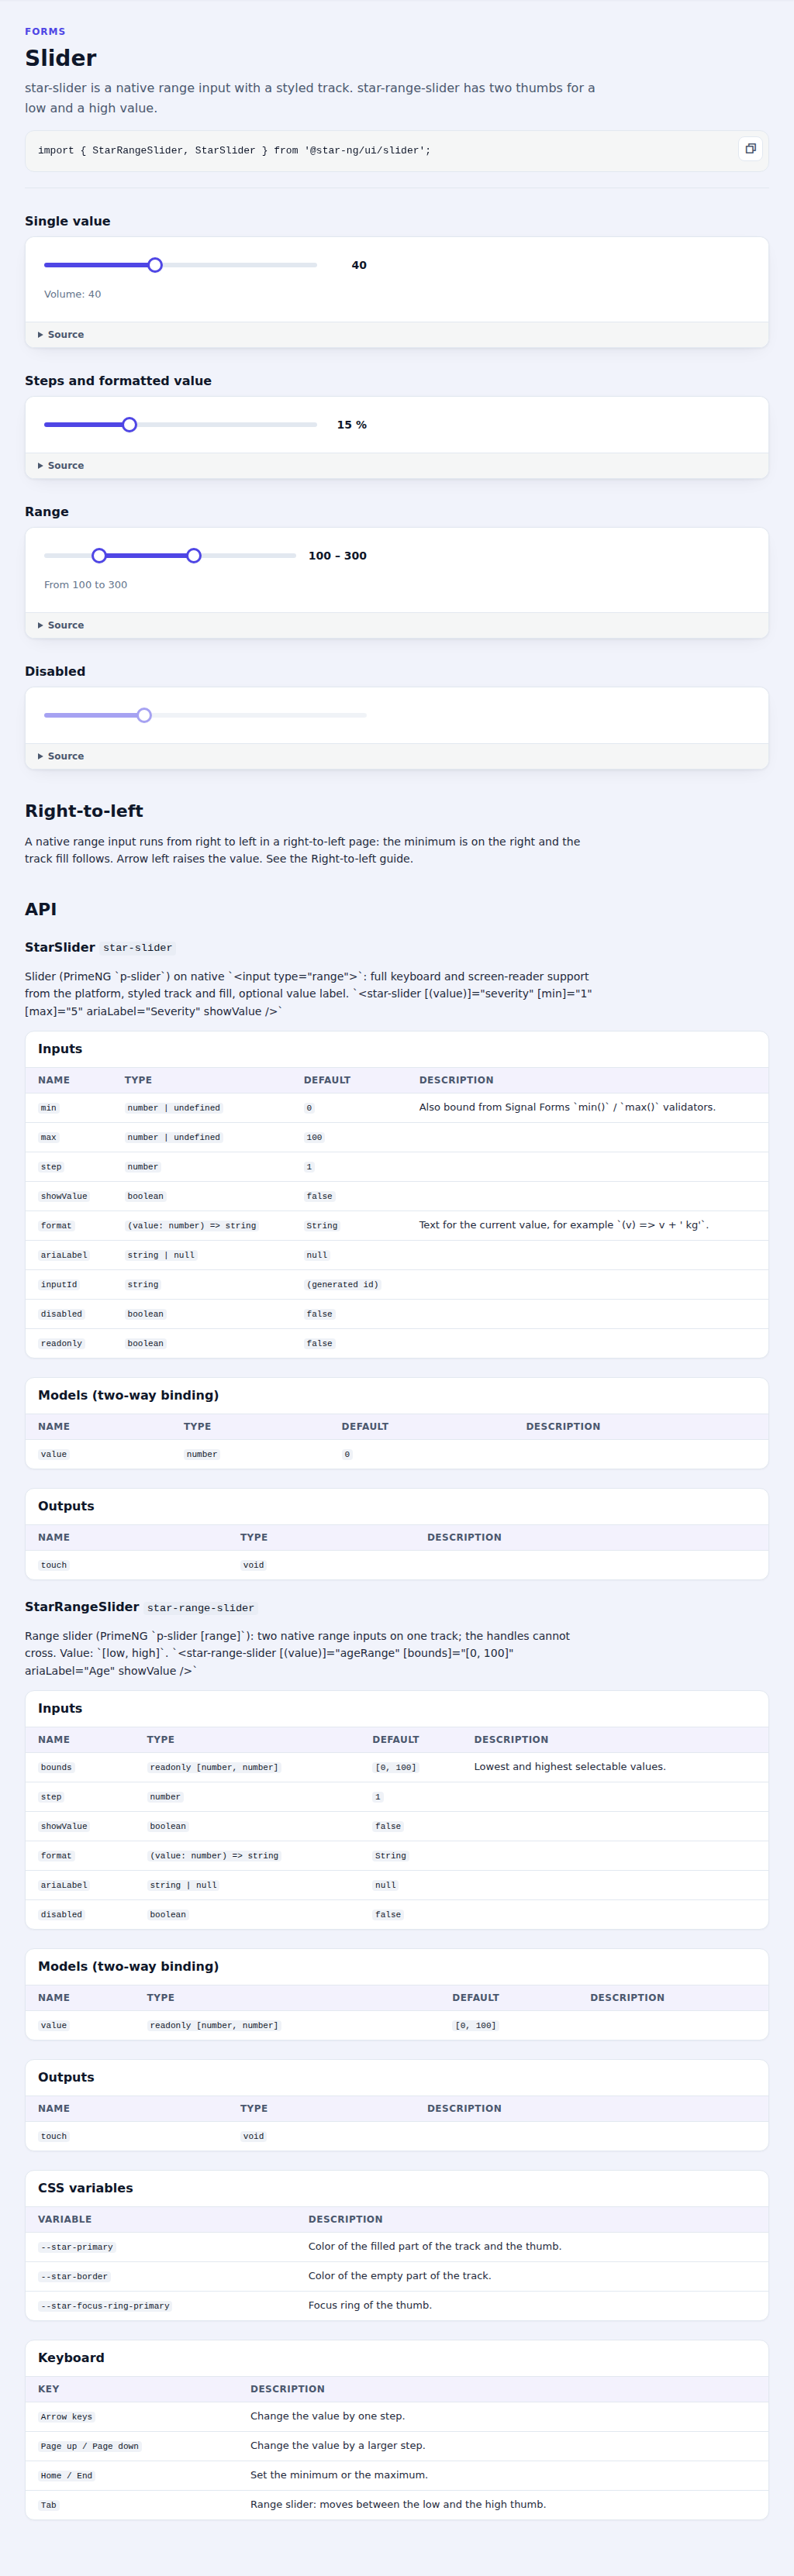 FORMS
Slider
star-slider is a native range input with a styled track. star-range-slider has two thumbs for a
low and a high value.
import { StarRangeSlider, StarSlider } from '@star-ng/ui/slider';
Single value
40
Volume: 40
Source
Steps and formatted value
15 %
Source
Range
100 – 300
From 100 to 300
Source
Disabled
Source
Right-to-left
A native range input runs from right to left in a right-to-left page: the minimum is on the right and the
track fill follows. Arrow left raises the value. See the Right-to-left guide.
API
StarSlider star-slider
Slider (PrimeNG `p-slider`) on native `<input type="range">`: full keyboard and screen-reader support
from the platform, styled track and fill, optional value label. `<star-slider [(value)]="severity" [min]="1"
[max]="5" ariaLabel="Severity" showValue />`
Inputs
NAME TYPE DEFAULT DESCRIPTION
min number | undefined 0 Also bound from Signal Forms `min()` / `max()` validators.
max number | undefined 100
step number 1
showValue boolean false
format (value: number) => string String Text for the current value, for example `(v) => v + ' kg'`.
ariaLabel string | null null
inputId string (generated id)
disabled boolean false
readonly boolean false
Models (two-way binding)
NAME TYPE DEFAULT DESCRIPTION
value number 0
Outputs
NAME TYPE DESCRIPTION
touch void
StarRangeSlider star-range-slider
Range slider (PrimeNG `p-slider [range]`): two native range inputs on one track; the handles cannot
cross. Value: `[low, high]`. `<star-range-slider [(value)]="ageRange" [bounds]="[0, 100]"
ariaLabel="Age" showValue />`
Inputs
NAME TYPE DEFAULT DESCRIPTION
bounds readonly [number, number] [0, 100] Lowest and highest selectable values.
step number 1
showValue boolean false
format (value: number) => string String
ariaLabel string | null null
disabled boolean false
Models (two-way binding)
NAME TYPE DEFAULT DESCRIPTION
value readonly [number, number] [0, 100]
Outputs
NAME TYPE DESCRIPTION
touch void
CSS variables
VARIABLE DESCRIPTION
--star-primary Color of the filled part of the track and the thumb.
--star-border Color of the empty part of the track.
--star-focus-ring-primary Focus ring of the thumb.
Keyboard
KEY DESCRIPTION
Arrow keys Change the value by one step.
Page up / Page down Change the value by a larger step.
Home / End Set the minimum or the maximum.
Tab Range slider: moves between the low and the high thumb.